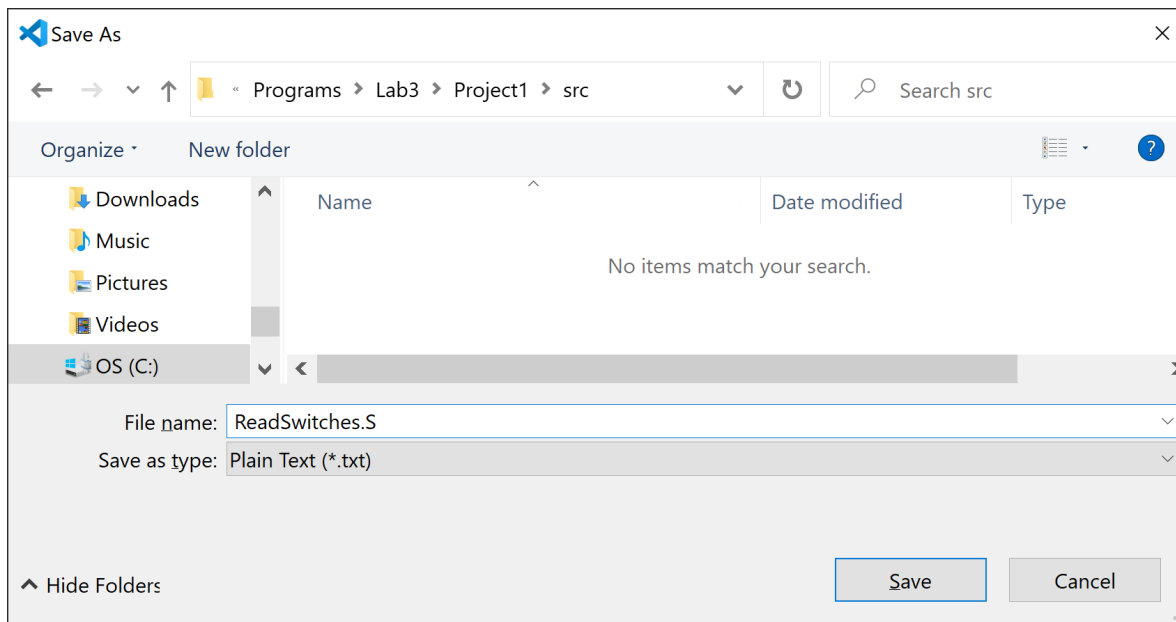 Save As
« Programs > Lab3 > Project1 > src
Search src
Organize
New folder
?
Downloads
Music
Pictures
Videos
OS (C:)
Name
Date modified
Type
No items match your search.
File name: ReadSwitches.S
Save as type: Plain Text (*.txt)
Hide Folders
Save
Cancel